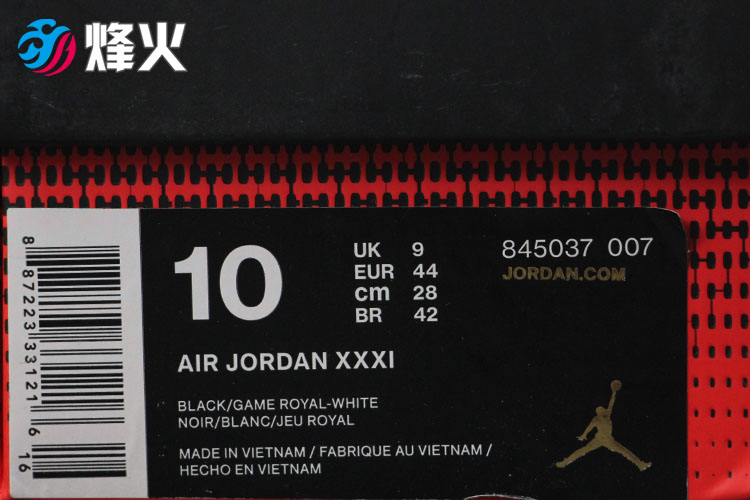 烽火
10
UK 9
EUR 44
cm 28
BR 42
845037 007
JORDAN.COM
AIR JORDAN XXXI
BLACK/GAME ROYAL-WHITE
NOIR/BLANC/JEU ROYAL
MADE IN VIETNAM / FABRIQUE AU VIETNAM /
HECHO EN VIETNAM
8 87223 33121 6
16